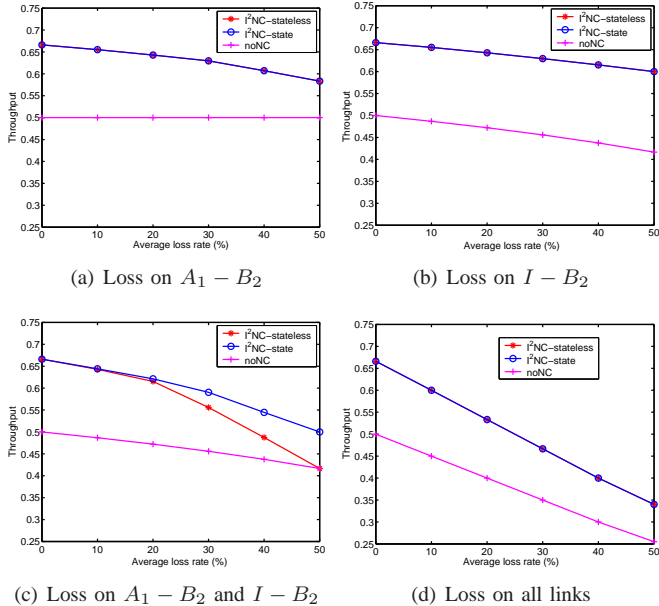 0.75
0.7
0.65
0.6
0.55
0.5
0.45
0.4
0.35
0.3
0.25
Throughput
0 10 20 30 40 50
Average loss rate (%)
I²NC−stateless
I²NC−state
noNC
(a) Loss on A₁ − B₂
0.75
0.7
0.65
0.6
0.55
0.5
0.45
0.4
0.35
0.3
0.25
Throughput
0 10 20 30 40 50
Average loss rate (%)
I²NC−stateless
I²NC−state
noNC
(b) Loss on I − B₂
0.75
0.7
0.65
0.6
0.55
0.5
0.45
0.4
0.35
0.3
0.25
Throughput
0 10 20 30 40 50
Average loss rate (%)
I²NC−stateless
I²NC−state
noNC
(c) Loss on A₁ − B₂ and I − B₂
0.75
0.7
0.65
0.6
0.55
0.5
0.45
0.4
0.35
0.3
0.25
Throughput
0 10 20 30 40 50
Average loss rate (%)
I²NC−stateless
I²NC−state
noNC
(d) Loss on all links